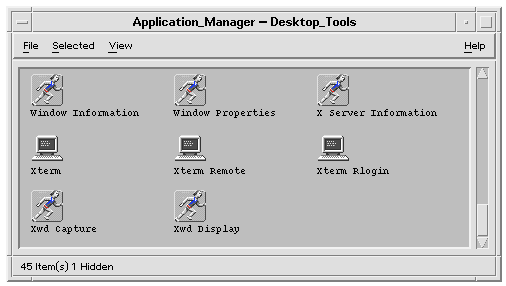 Application_Manager – Desktop_Tools
File Selected View Help
Window Information Window Properties X Server Information
Xterm Xterm Remote Xterm Rlogin
Xwd Capture Xwd Display
45 Item(s) 1 Hidden